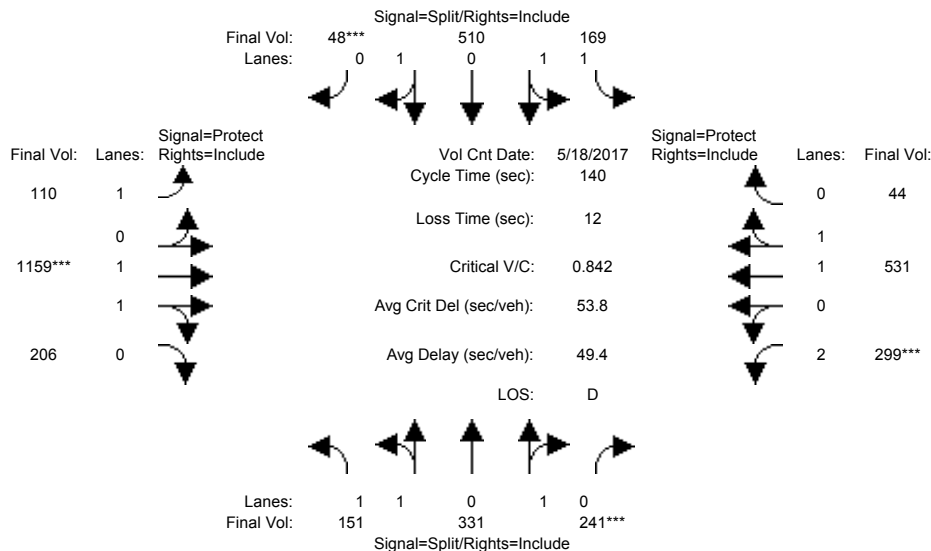 Signal=Split/Rights=Include
Final Vol: 48*** 510 169
Lanes: 0 1 0 1 1
Signal=Protect
Final Vol: Lanes: Rights=Include
Vol Cnt Date: 5/18/2017
Signal=Protect
Rights=Include Lanes: Final Vol:
Cycle Time (sec): 140
110 1
0 44
Loss Time (sec): 12
0
1
1159*** 1
Critical V/C: 0.842
1 531
1
Avg Crit Del (sec/veh): 53.8
0
206 0
Avg Delay (sec/veh): 49.4
2 299***
LOS: D
Lanes: 1 1 0 1 0
Final Vol: 151 331 241***
Signal=Split/Rights=Include